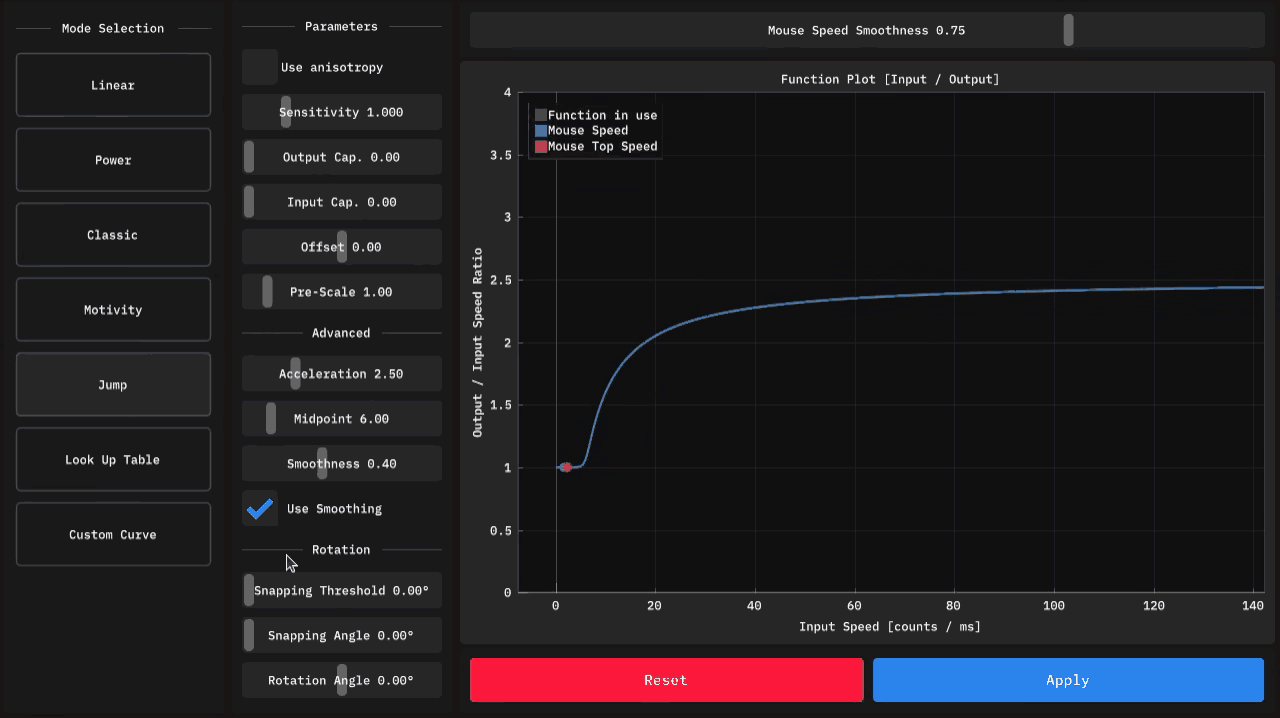 Mode Selection
Linear
Power
Classic
Motivity
Jump
Look Up Table
Custom Curve
Parameters
Use anisotropy
Sensitivity 1.000
Output Cap. 0.00
Input Cap. 0.00
Offset 0.00
Pre-Scale 1.00
Advanced
Acceleration 2.50
Midpoint 6.00
Smoothness 0.40
Use Smoothing
Rotation
Snapping Threshold 0.00°
Snapping Angle 0.00°
Rotation Angle 0.00°
Mouse Speed Smoothness 0.75
Function Plot [Input / Output]
Function in use
Mouse Speed
Mouse Top Speed
Output / Input Speed Ratio
4
3.5
3
2.5
2
1.5
1
0.5
0
0 20 40 60 80 100 120 140
Input Speed [counts / ms]
Reset
Apply